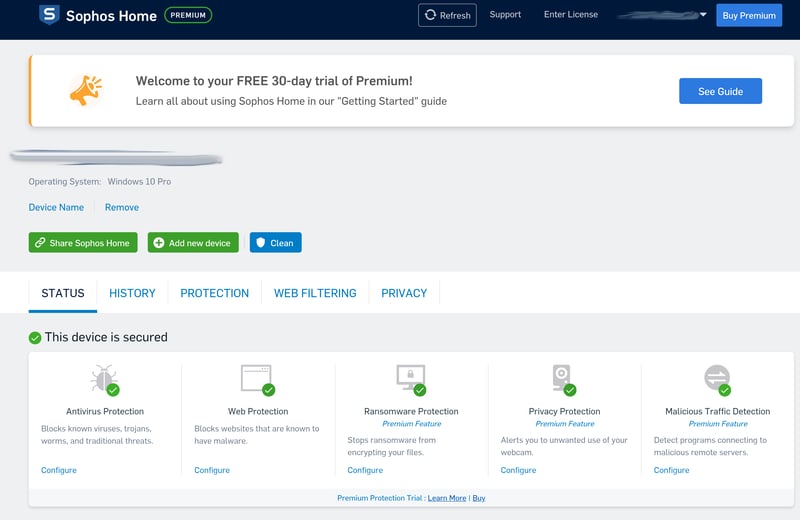 S Sophos Home PREMIUM Refresh Support Enter License Buy Premium
Welcome to your FREE 30-day trial of Premium!
Learn all about using Sophos Home in our "Getting Started" guide
See Guide
Operating System: Windows 10 Pro
Device Name Remove
Share Sophos Home Add new device Clean
STATUS HISTORY PROTECTION WEB FILTERING PRIVACY
This device is secured
Antivirus Protection
Blocks known viruses, trojans,
worms, and traditional threats.
Configure
Web Protection
Blocks websites that are known to
have malware.
Configure
Ransomware Protection
Premium Feature
Stops ransomware from
encrypting your files.
Configure
Privacy Protection
Premium Feature
Alerts you to unwanted use of your
webcam.
Configure
Malicious Traffic Detection
Premium Feature
Detect programs connecting to
malicious remote servers.
Configure
Premium Protection Trial : Learn More | Buy